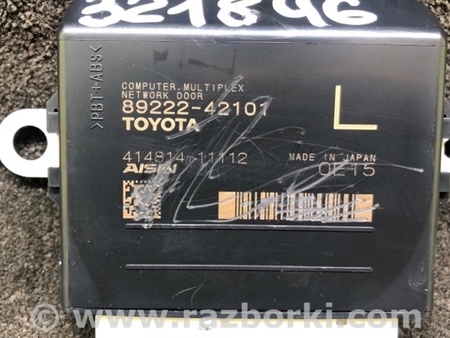 321846
>PBT+ABS<
COMPUTER, MULTIPLEX
NETWORK DOOR
89222-42101
TOYOTA
L
414814-11112
MADE IN JAPAN
AISIN
0E15
© www.razborki.com